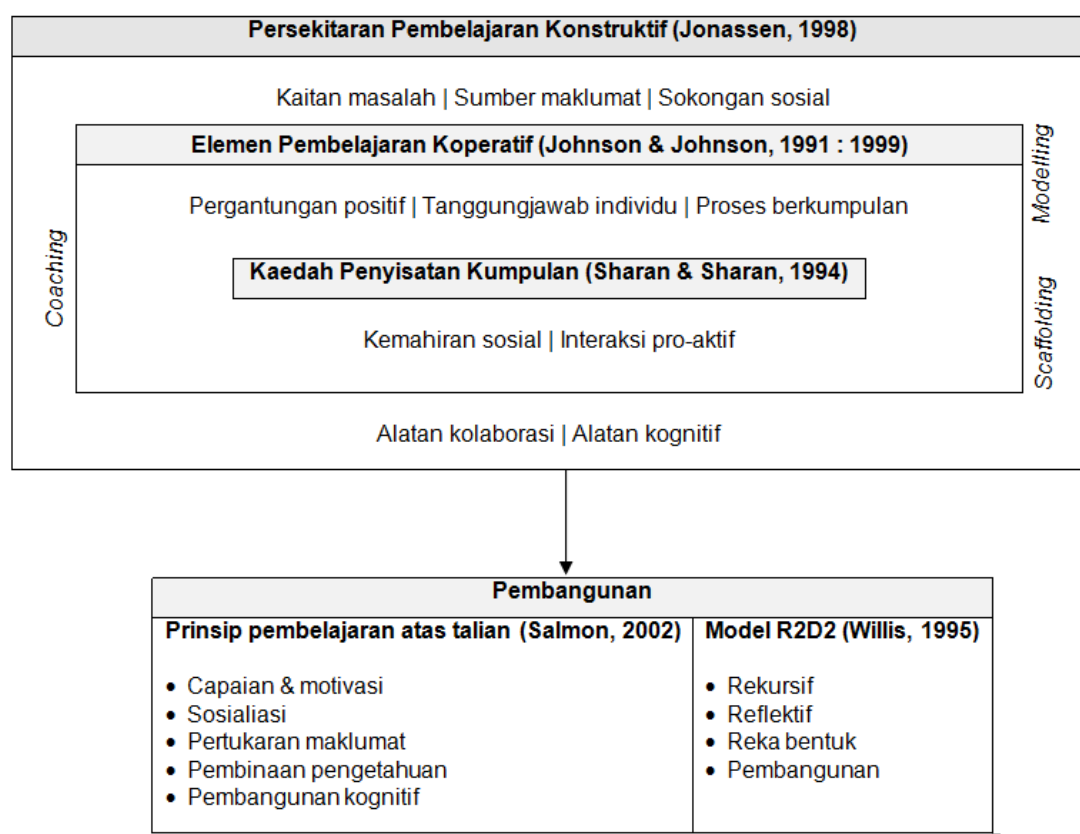 Persekitaran Pembelajaran Konstruktif (Jonassen, 1998)
Kaitan masalah | Sumber maklumat | Sokongan sosial
Elemen Pembelajaran Koperatif (Johnson & Johnson, 1991 : 1999)
Pergantungan positif | Tanggungjawab individu | Proses berkumpulan
Kaedah Penyisatan Kumpulan (Sharan & Sharan, 1994)
Kemahiran sosial | Interaksi pro-aktif
Coaching
Modelling
Scaffolding
Alatan kolaborasi | Alatan kognitif
Pembangunan
Prinsip pembelajaran atas talian (Salmon, 2002)
• Capaian & motivasi
• Sosialiasi
• Pertukaran maklumat
• Pembinaan pengetahuan
• Pembangunan kognitif
Model R2D2 (Willis, 1995)
• Rekursif
• Reflektif
• Reka bentuk
• Pembangunan